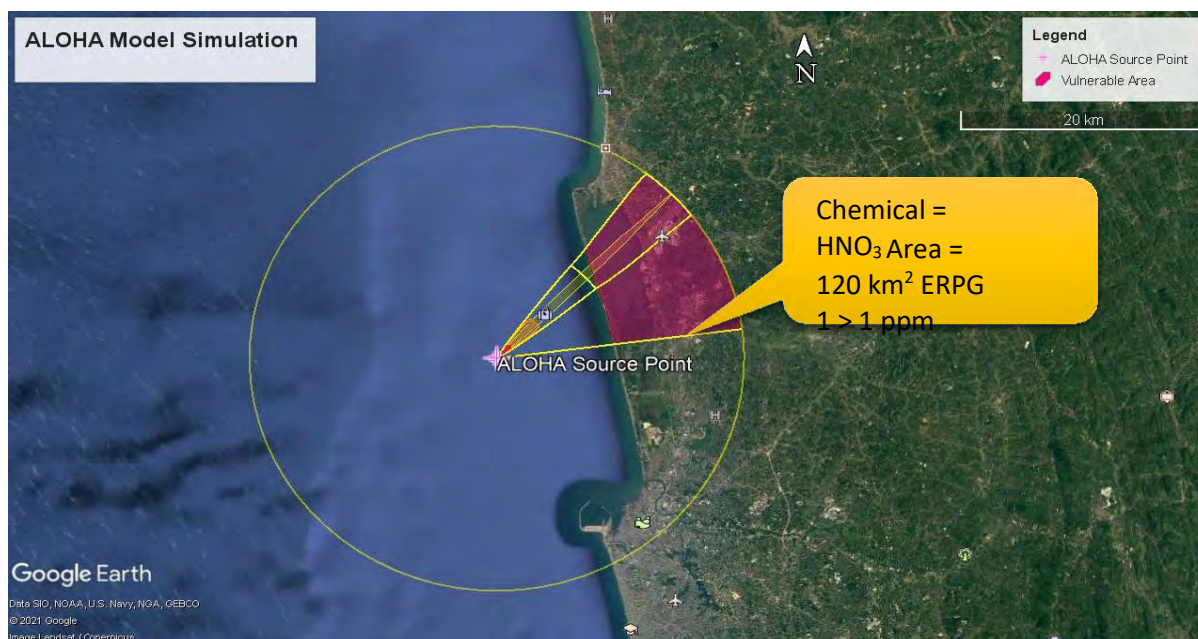 ALOHA Model Simulation
N
Legend
ALOHA Source Point
Vulnerable Area
20 km
Chemical =
HNO₃ Area =
120 km² ERPG
1 > 1 ppm
ALOHA Source Point
Google Earth
Data SIO, NOAA, U.S. Navy, NGA, GEBCO
© 2021 Google
Image Landsat / Copernicus